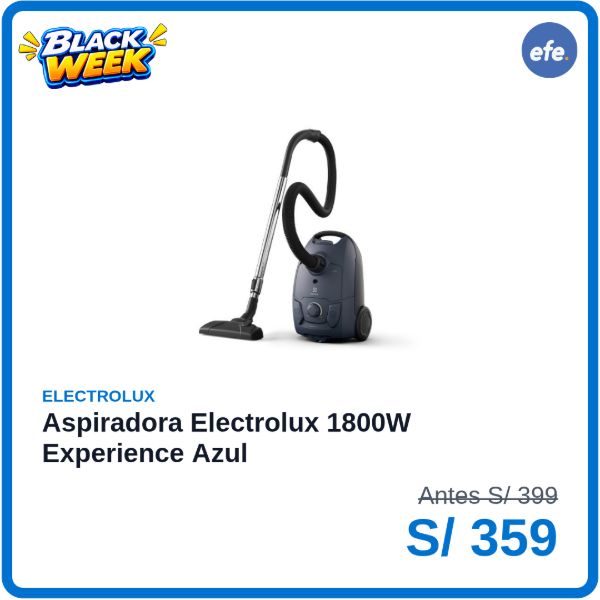 BLACK
WEEK
efe.
ELECTROLUX
Aspiradora Electrolux 1800W
Experience Azul
Antes S/ 399
S/ 359